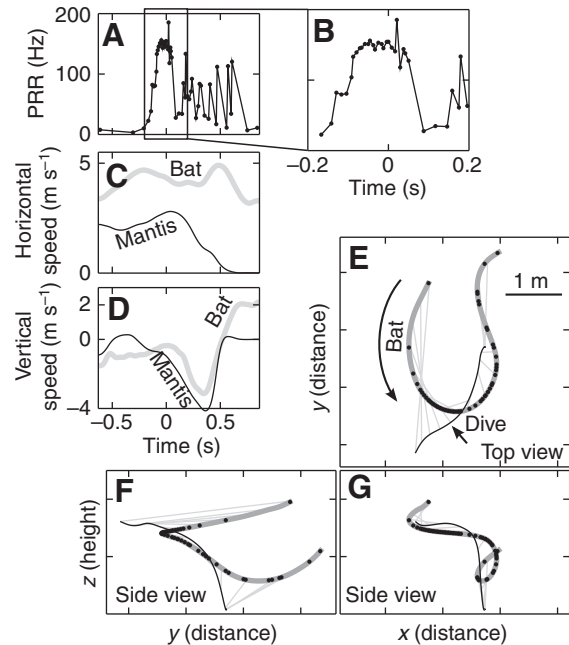 A
B
200
100
0
PRR (Hz)
−0.2
0
0.2
Time (s)
C
5
0
Horizontal
speed (m s−1)
Bat
Mantis
D
2
0
−4
Vertical
speed (m s−1)
Bat
Mantis
−0.5
0
0.5
Time (s)
E
1 m
Bat
Dive
Top view
y (distance)
F
Side view
z (height)
y (distance)
G
Side view
x (distance)